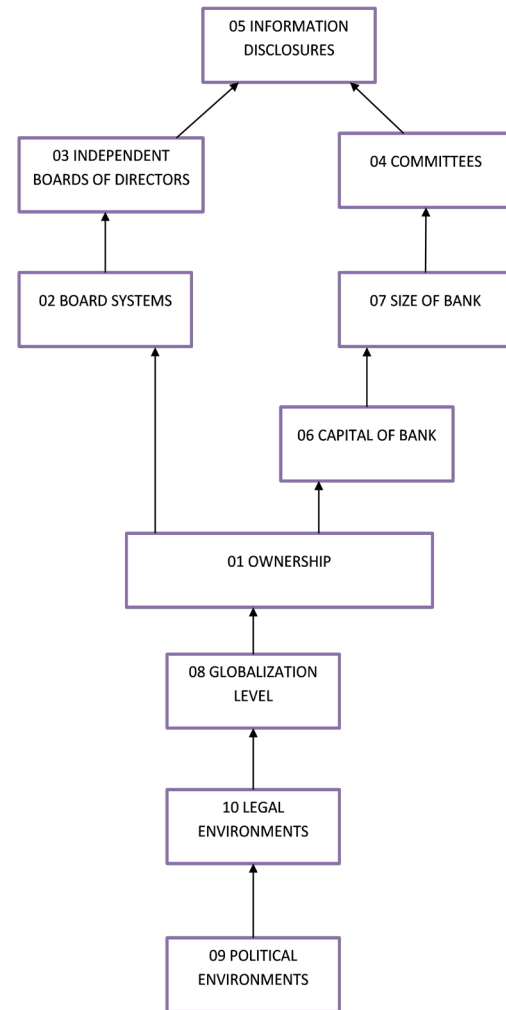 05 INFORMATION
DISCLOSURES
03 INDEPENDENT
BOARDS OF DIRECTORS
04 COMMITTEES
02 BOARD SYSTEMS
07 SIZE OF BANK
06 CAPITAL OF BANK
01 OWNERSHIP
08 GLOBALIZATION
LEVEL
10 LEGAL
ENVIRONMENTS
09 POLITICAL
ENVIRONMENTS